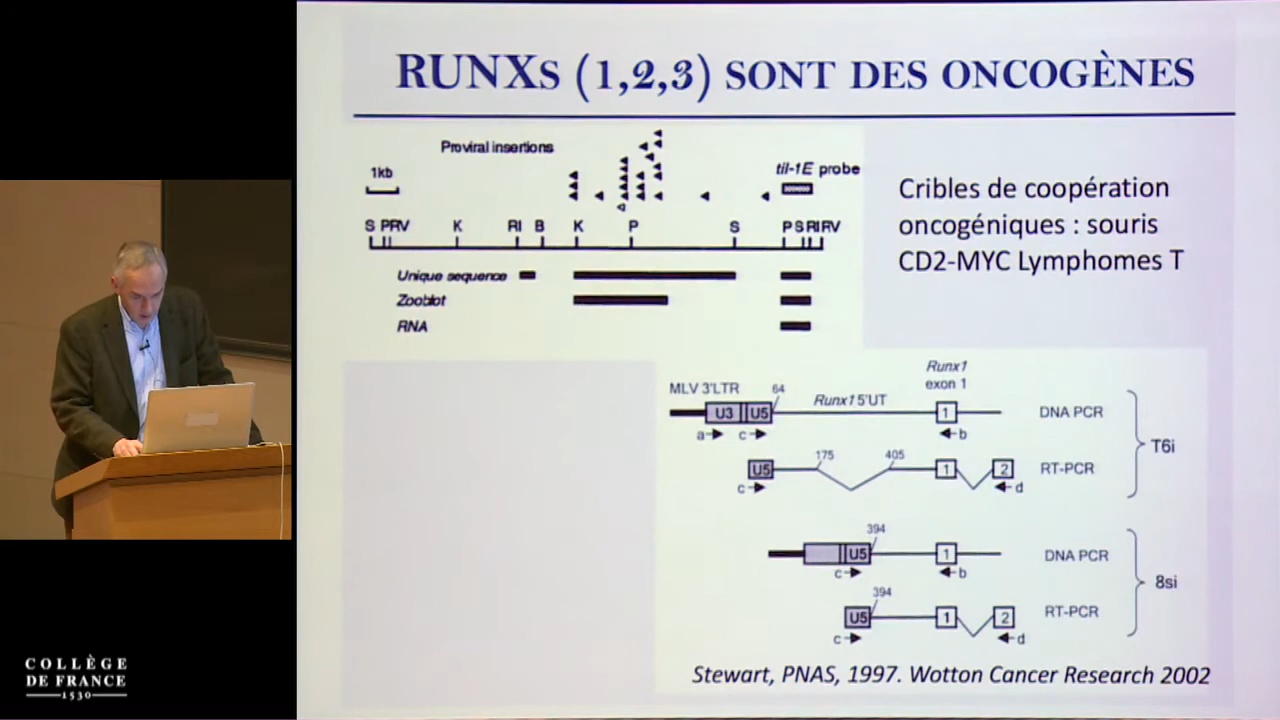 RUNXs (1,2,3) SONT DES ONCOGÈNES
Proviral insertions
1kb
til-1E probe
S PRV K RI B K P S P S RI RV
Unique sequence
Zooblot
RNA
Cribles de coopération
oncogéniques : souris
CD2-MYC Lymphomes T
MLV 3'LTR 64 Runx1 5'UT Runx1
exon 1
U3 U5 1 DNA PCR
a c b
T6i
175 405
U5 1 2 RT-PCR
c d
394
U5 1 DNA PCR
c b
8si
394
U5 1 2 RT-PCR
c d
Stewart, PNAS, 1997. Wotton Cancer Research 2002
COLLÈGE
DE FRANCE
1530